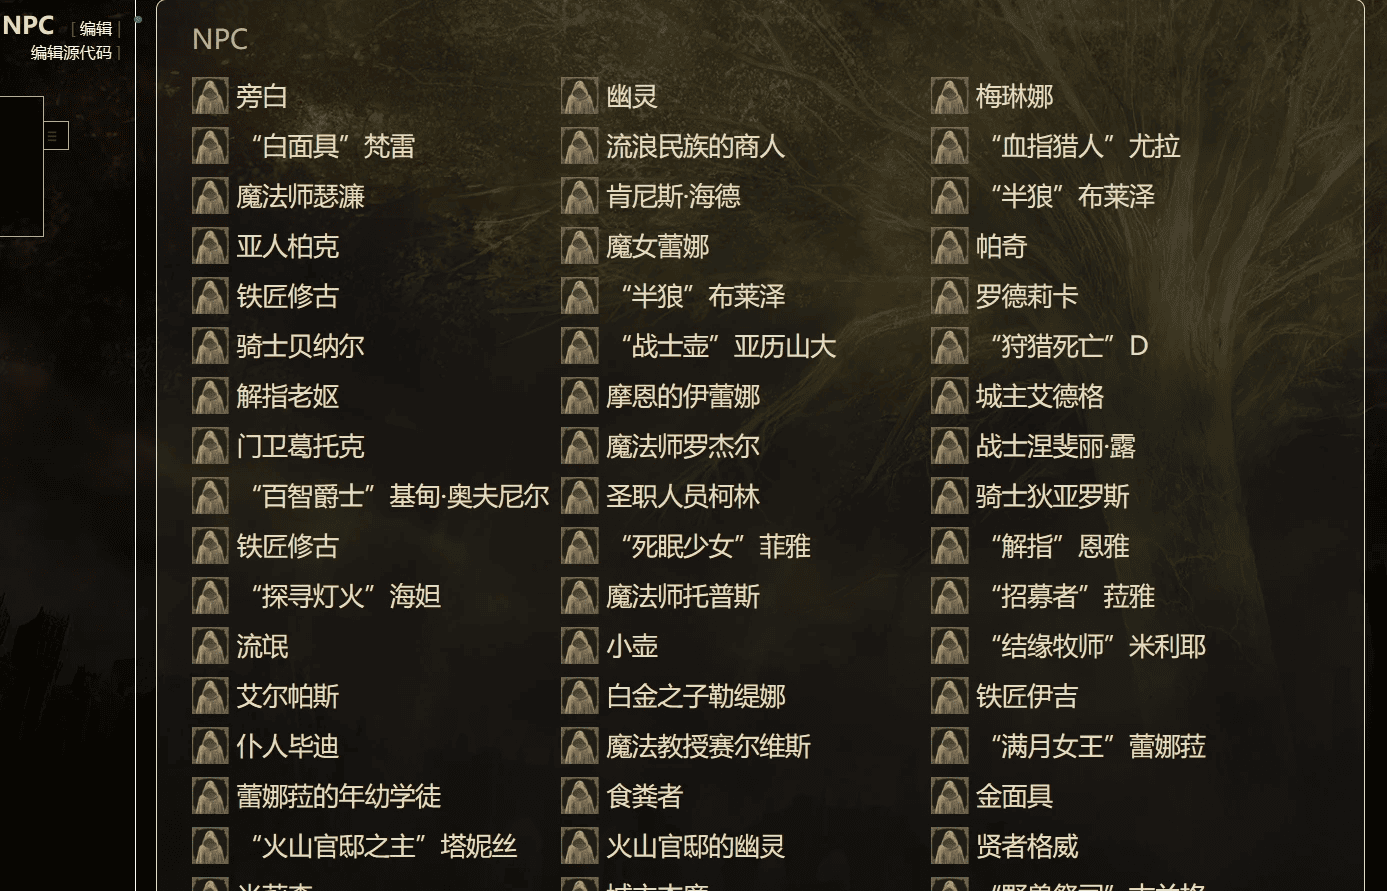 NPC [ 编辑 |
编辑源代码 ]
NPC
旁白 幽灵 梅琳娜
“白面具”梵雷 流浪民族的商人 “血指猎人”尤拉
魔法师瑟濂 肯尼斯·海德 “半狼”布莱泽
亚人柏克 魔女蕾娜 帕奇
铁匠修古 “半狼”布莱泽 罗德莉卡
骑士贝纳尔 “战士壶”亚历山大 “狩猎死亡”D
解指老妪 摩恩的伊蕾娜 城主艾德格
门卫葛托克 魔法师罗杰尔 战士涅斐丽·露
“百智爵士”基甸·奥夫尼尔 圣职人员柯林 骑士狄亚罗斯
铁匠修古 “死眠少女”菲雅 “解指”恩雅
“探寻灯火”海妲 魔法师托普斯 “招募者”菈雅
流氓 小壶 “结缘牧师”米利耶
艾尔帕斯 白金之子勒缇娜 铁匠伊吉
仆人毕迪 魔法教授赛尔维斯 “满月女王”蕾娜菈
蕾娜菈的年幼学徒 食粪者 金面具
“火山官邸之主”塔妮丝 火山官邸的幽灵 贤者格威